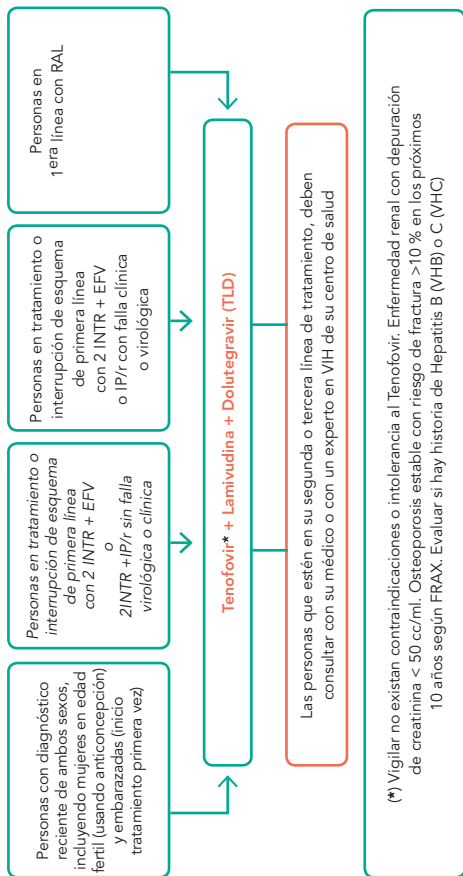 Personas con diagnóstico
reciente de ambos sexos,
incluyendo mujeres en edad
fertil (usando anticoncepción)
y embarazadas (inicio
tratamiento primera vez)
Personas en tratamiento o
interrupción de esquema
de primera línea
con 2 INTR + EFV
o
2INTR +IP/r sin falla
virológica o clínica
Personas en tratamiento o
interrupción de esquema
de primera línea
con 2 INTR + EFV
o IP/r con falla clínica
o virológica
Personas en
1era línea con RAL
Tenofovir* + Lamivudina + Dolutegravir (TLD)
Las personas que estén en su segunda o tercera línea de tratamiento, deben
consultar con su médico o con un experto en VIH de su centro de salud
(*) Vigilar no existan contraindicaciones o intolerancia al Tenofovir. Enfermedad renal con depuración
de creatinina < 50 cc/ml. Osteoporosis estable con riesgo de fractura >10 % en los próximos
10 años según FRAX. Evaluar si hay historia de Hepatitis B (VHB) o C (VHC)